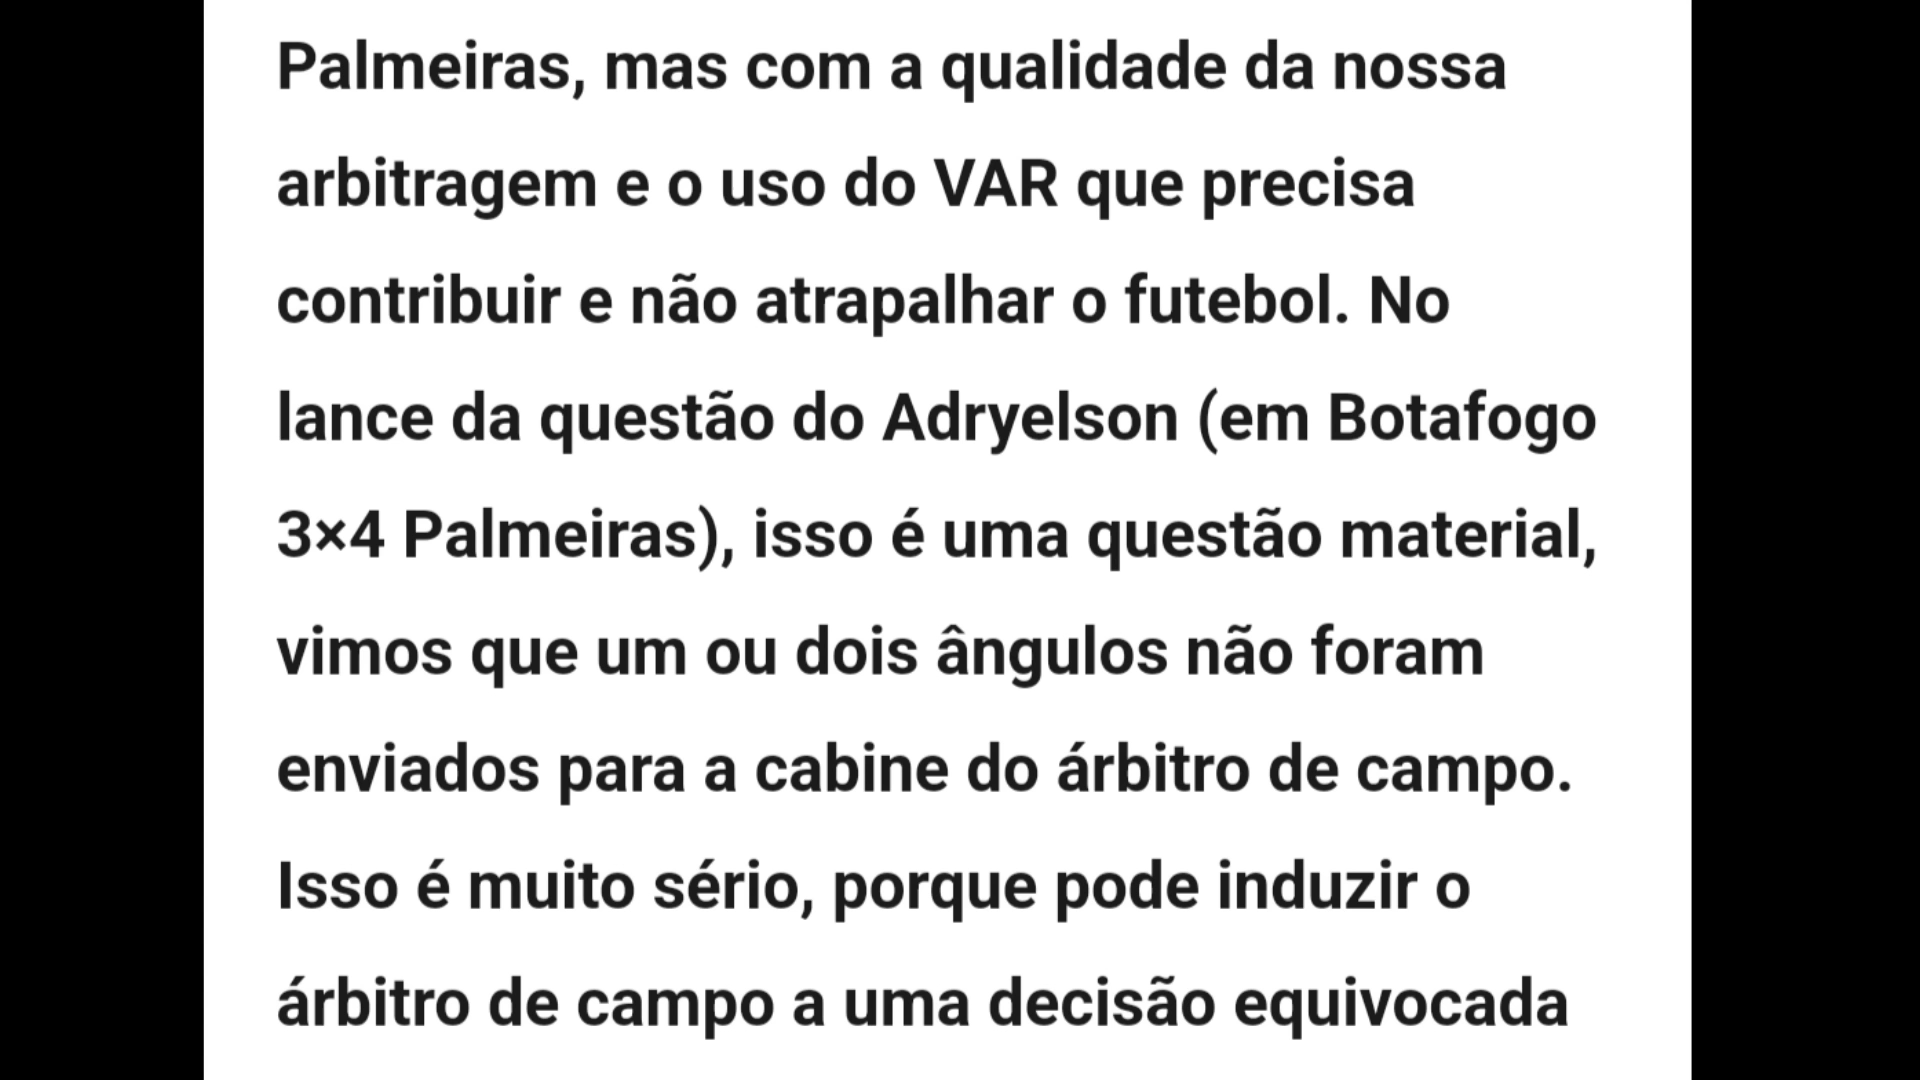 Palmeiras, mas com a qualidade da nossa
arbitragem e o uso do VAR que precisa
contribuir e não atrapalhar o futebol. No
lance da questão do Adryelson (em Botafogo
3×4 Palmeiras), isso é uma questão material,
vimos que um ou dois ângulos não foram
enviados para a cabine do árbitro de campo.
Isso é muito sério, porque pode induzir o
árbitro de campo a uma decisão equivocada